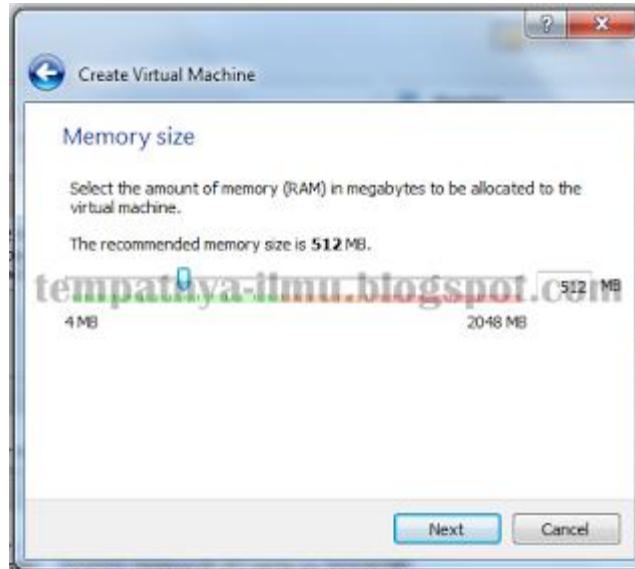 ?
Create Virtual Machine
Memory size
Select the amount of memory (RAM) in megabytes to be allocated to the
virtual machine.
The recommended memory size is 512 MB.
512 MB
tempatnya-ilmu.blogspot.com
4 MB 2048 MB
Next Cancel